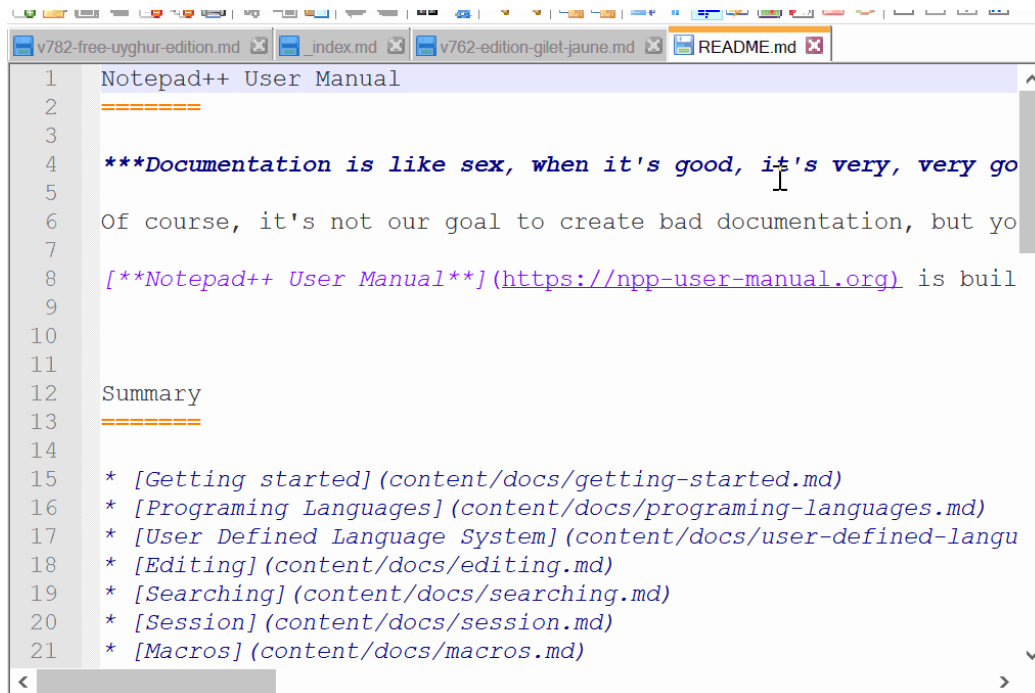 v782-free-uyghur-edition.md _index.md v762-edition-gilet-jaune.md README.md
1 Notepad++ User Manual
2 =======
3
4 ***Documentation is like sex, when it's good, it's very, very go
5
6 Of course, it's not our goal to create bad documentation, but yo
7
8 [**Notepad++ User Manual**](https://npp-user-manual.org) is buil
9
10
11
12 Summary
13 =======
14
15 * [Getting started](content/docs/getting-started.md)
16 * [Programing Languages](content/docs/programing-languages.md)
17 * [User Defined Language System](content/docs/user-defined-langu
18 * [Editing](content/docs/editing.md)
19 * [Searching](content/docs/searching.md)
20 * [Session](content/docs/session.md)
21 * [Macros](content/docs/macros.md)